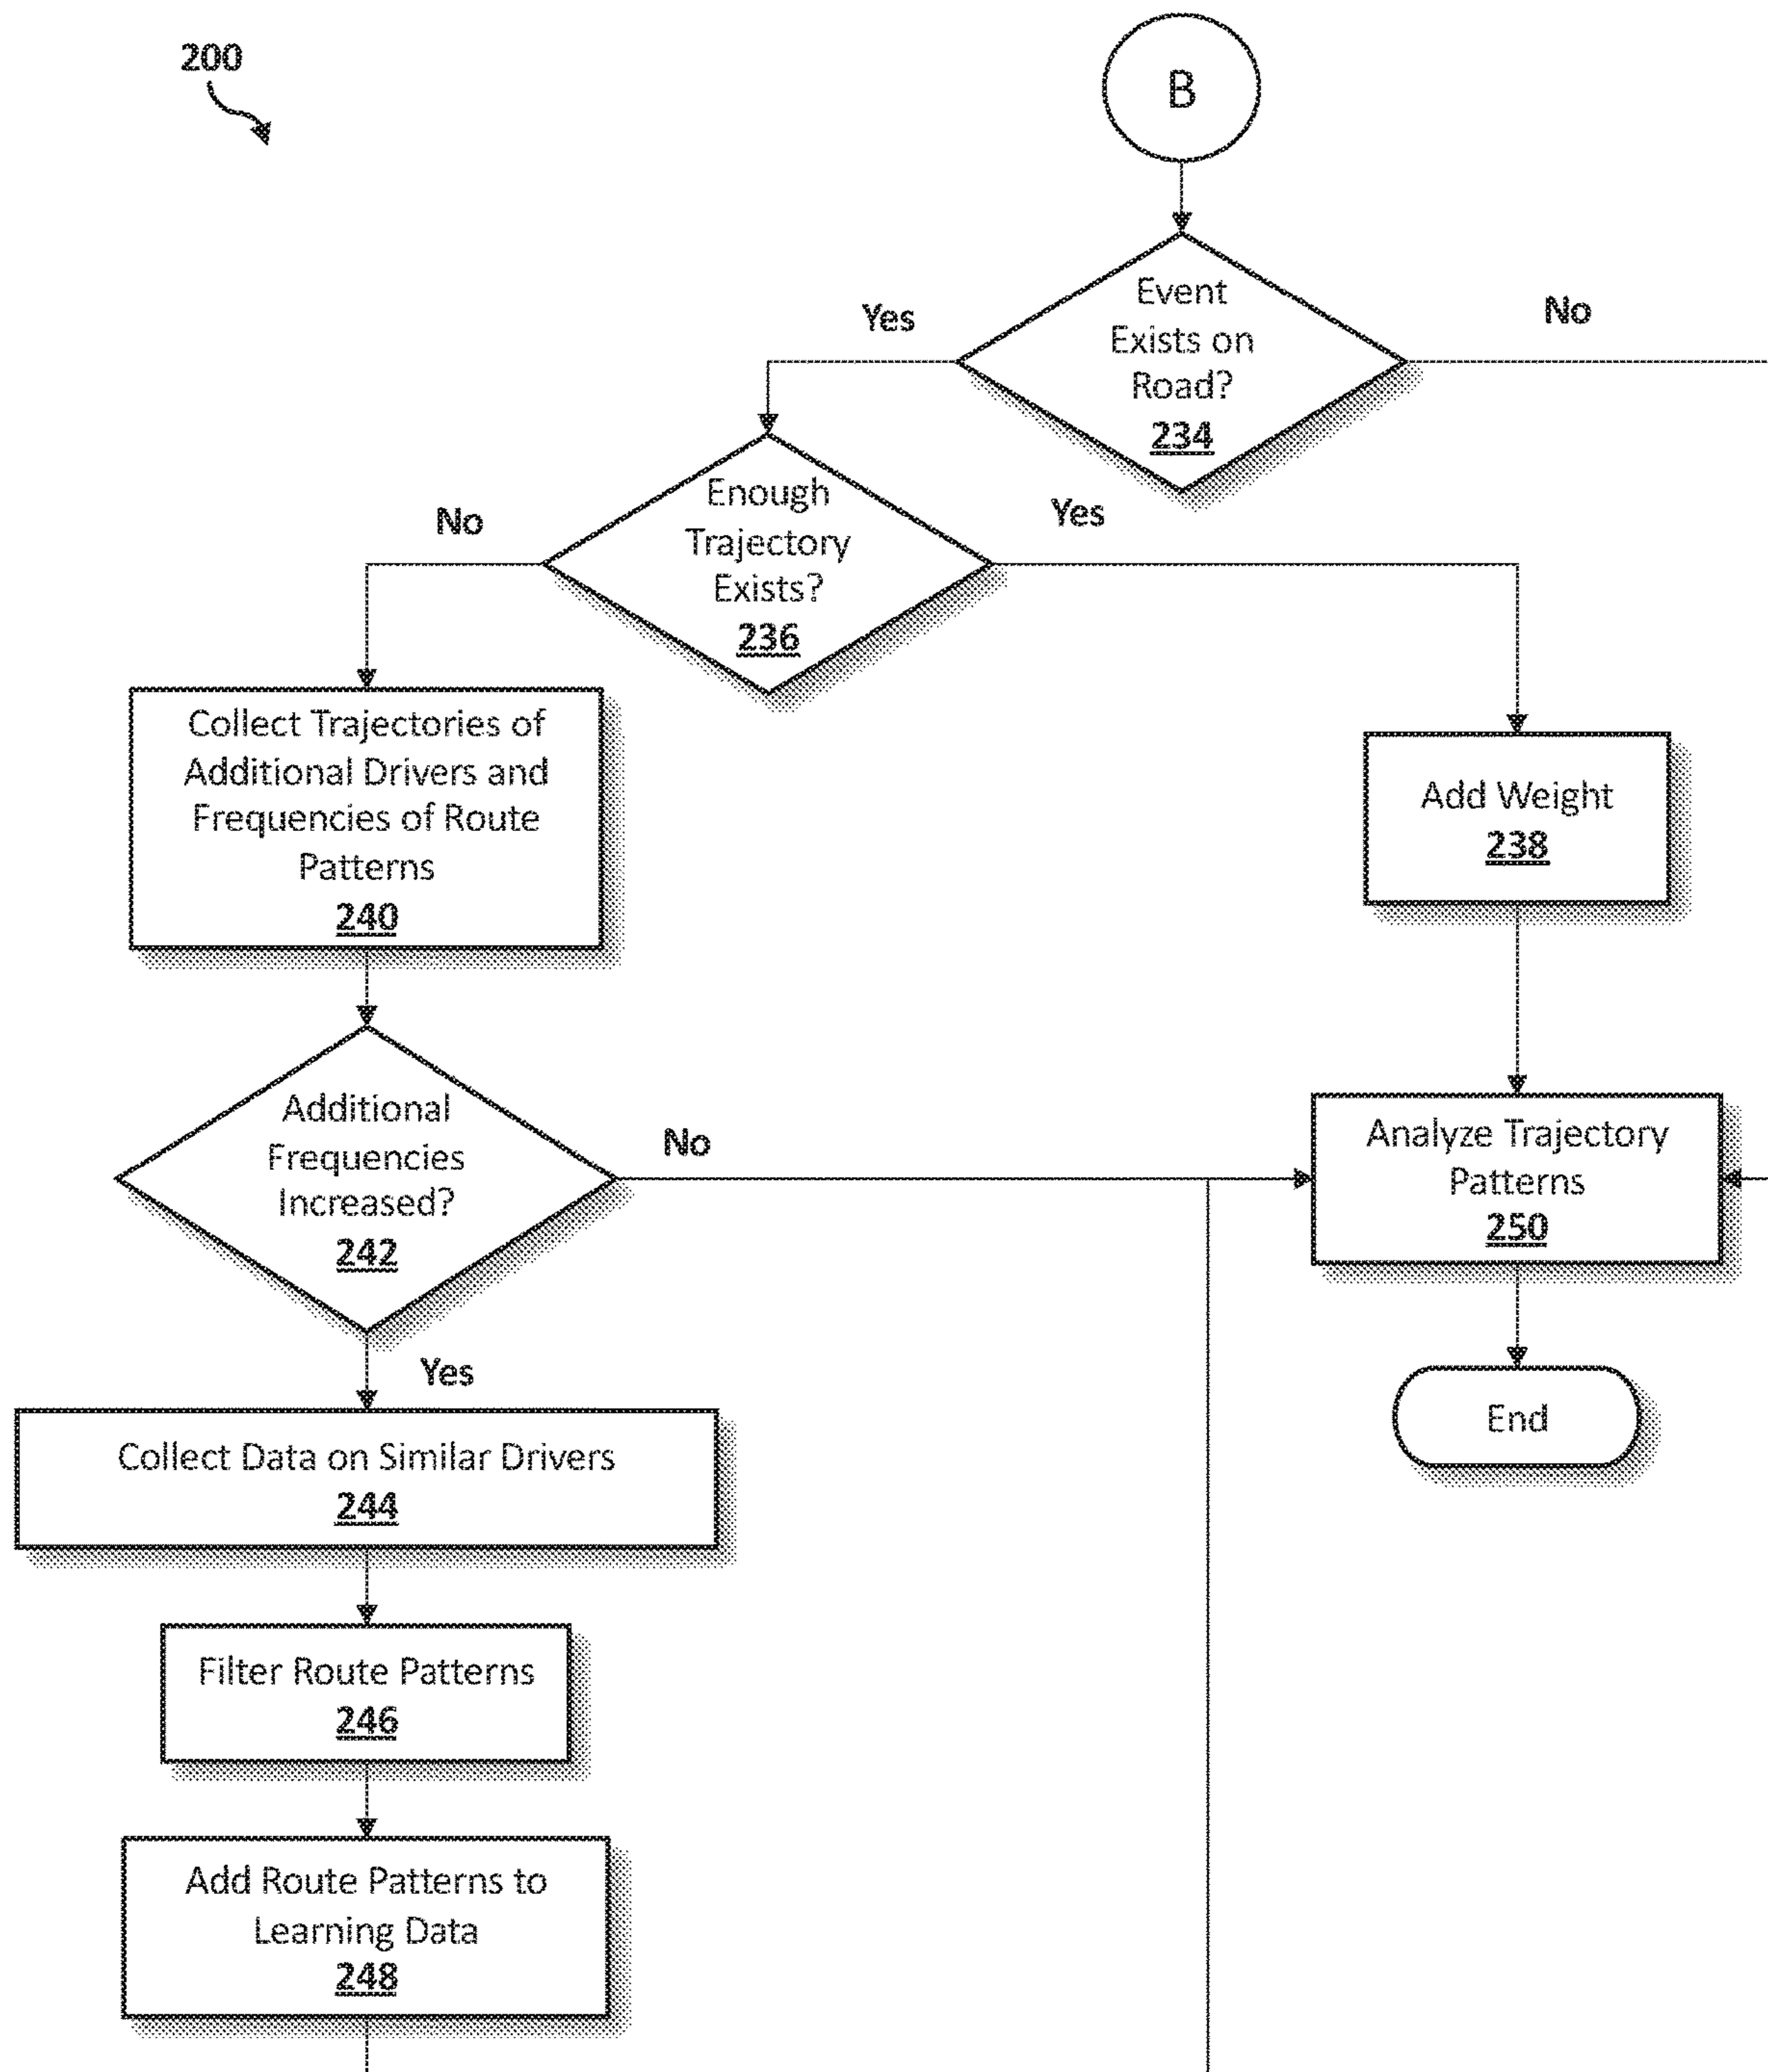 200
B
Event
Exists on
Road?
234
Yes
No
Enough
Trajectory
Exists?
236
No
Yes
Collect Trajectories of
Additional Drivers and
Frequencies of Route
Patterns
240
Add Weight
238
Additional
Frequencies
Increased?
242
No
Yes
Analyze Trajectory
Patterns
250
End
Collect Data on Similar Drivers
244
Filter Route Patterns
246
Add Route Patterns to
Learning Data
248